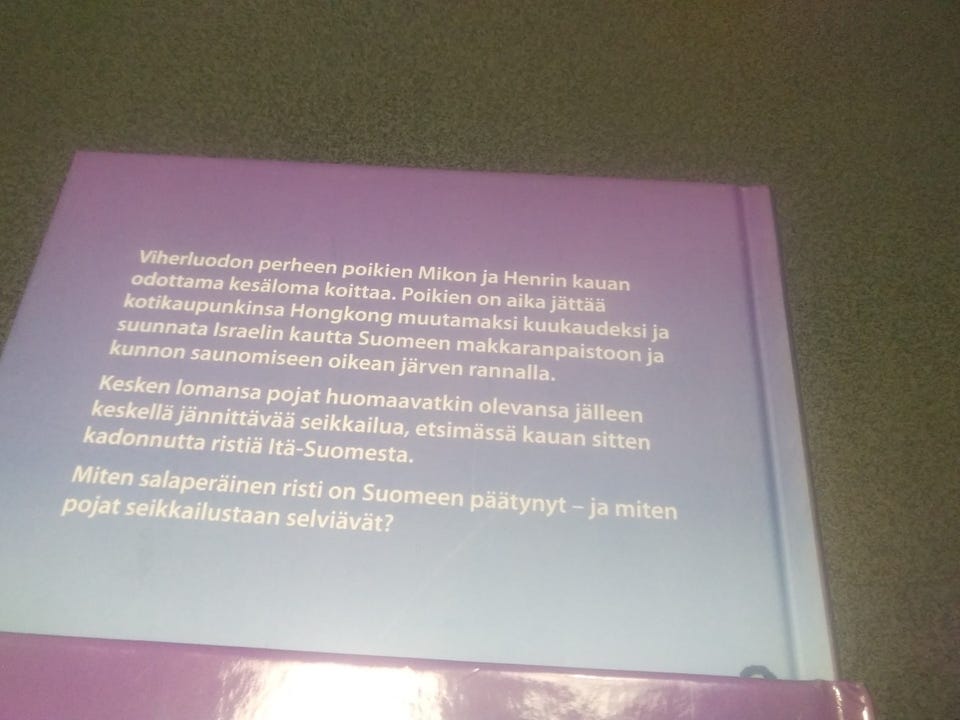 Viherluodon perheen poikien Mikon ja Henrin kauan
odottama kesäloma koittaa. Poikien on aika jättää
kotikaupunkinsa Hongkong muutamaksi kuukaudeksi ja
suunnata Israelin kautta Suomeen makkaranpaistoon ja
kunnon saunomiseen oikean järven rannalla.
Kesken lomansa pojat huomaavatkin olevansa jälleen
keskellä jännittävää seikkailua, etsimässä kauan sitten
kadonnutta ristiä Itä-Suomesta.
Miten salaperäinen risti on Suomeen päätynyt – ja miten
pojat seikkailustaan selviävät?